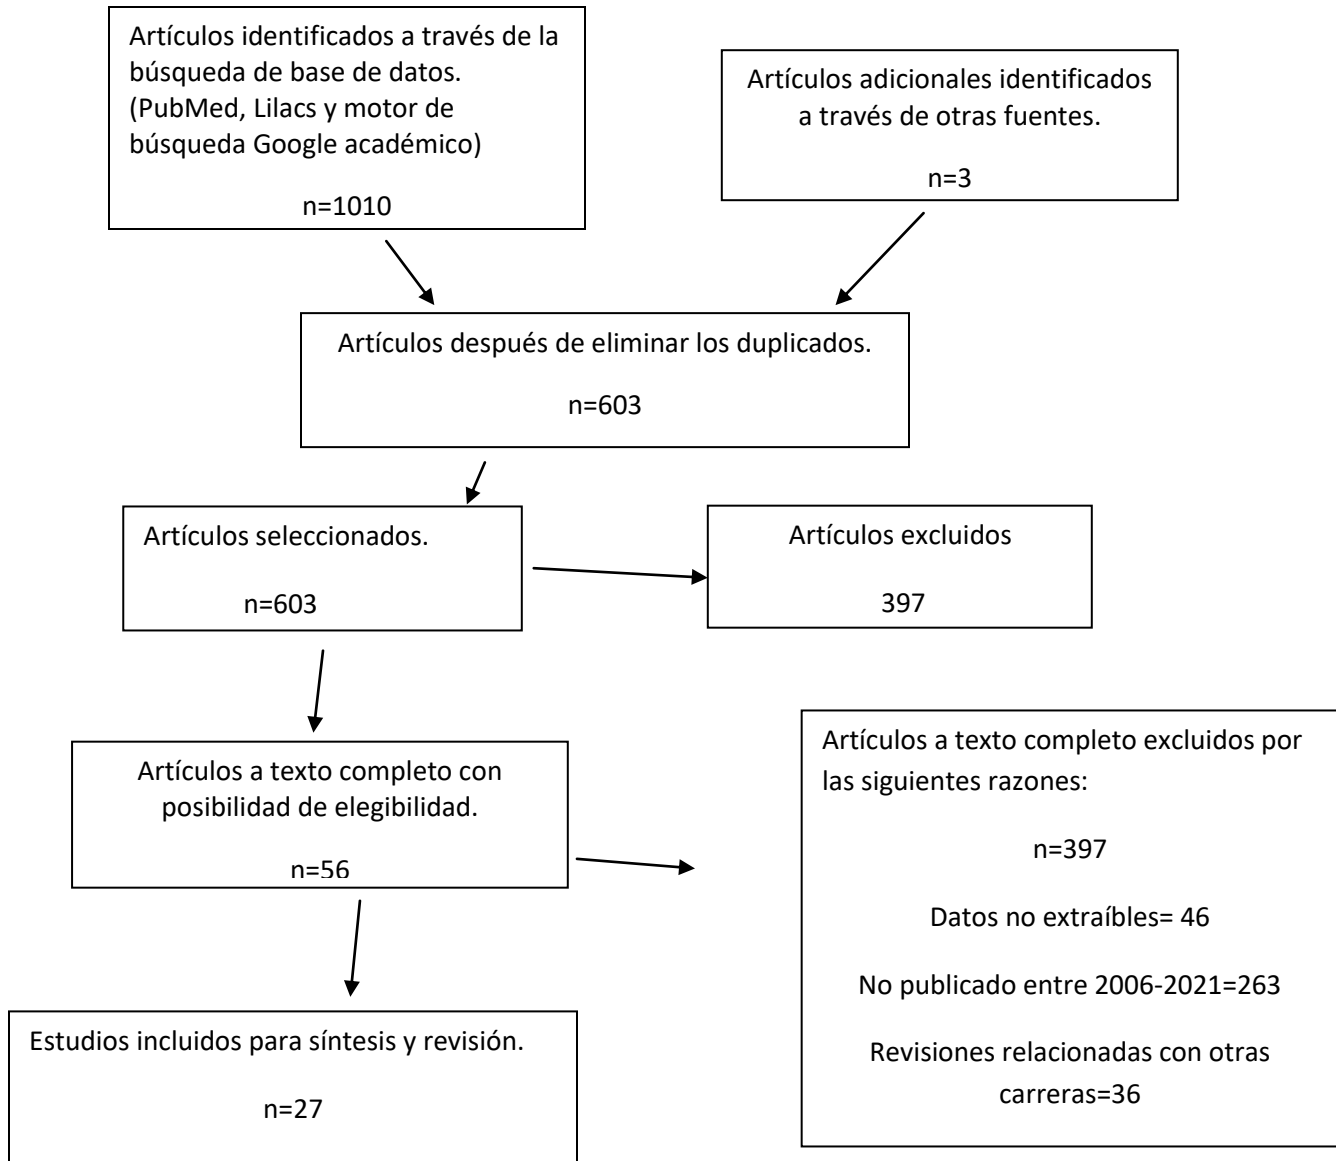 Artículos identificados a través de la
búsqueda de base de datos.
(PubMed, Lilacs y motor de
búsqueda Google académico)
n=1010
Artículos adicionales identificados
a través de otras fuentes.
n=3
Artículos después de eliminar los duplicados.
n=603
Artículos seleccionados.
n=603
Artículos excluidos
397
Artículos a texto completo con
posibilidad de elegibilidad.
n=56
Artículos a texto completo excluidos por
las siguientes razones:
n=397
Datos no extraíbles= 46
No publicado entre 2006-2021=263
Revisiones relacionadas con otras
carreras=36
Estudios incluidos para síntesis y revisión.
n=27